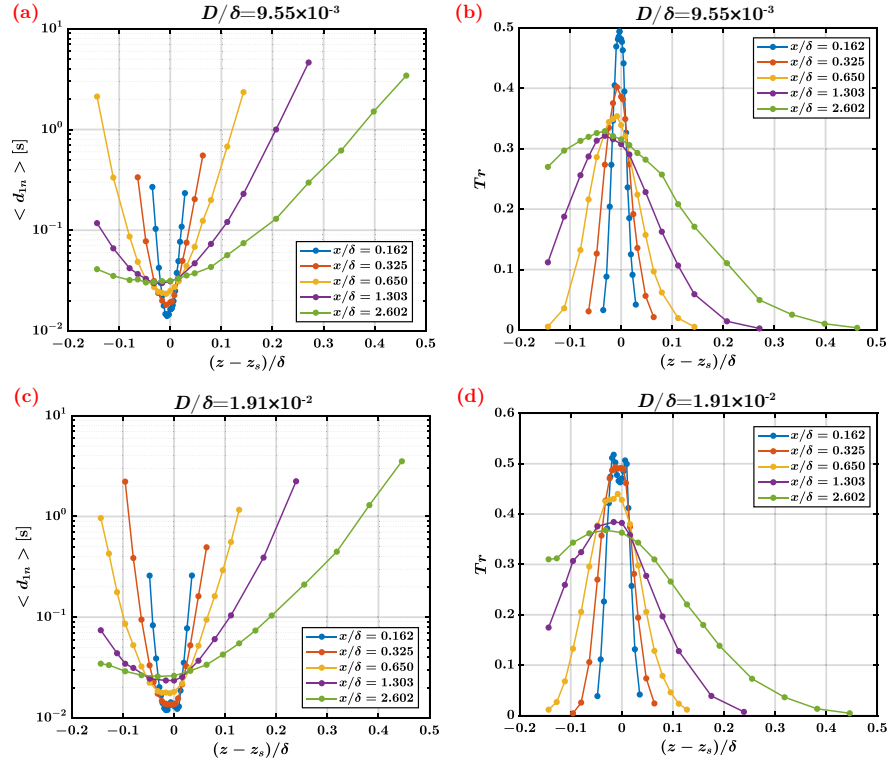 (a)
D/δ=9.55×10⁻³
10¹
10⁰
10⁻¹
10⁻²
< d₁ₙ > [s]
x/δ = 0.162
x/δ = 0.325
x/δ = 0.650
x/δ = 1.303
x/δ = 2.602
−0.2 −0.1 0 0.1 0.2 0.3 0.4 0.5
(z − zₛ)/δ
(b)
D/δ=9.55×10⁻³
0.5
0.4
0.3
0.2
0.1
0
Tr
x/δ = 0.162
x/δ = 0.325
x/δ = 0.650
x/δ = 1.303
x/δ = 2.602
−0.2 −0.1 0 0.1 0.2 0.3 0.4 0.5
(z − zₛ)/δ
(c)
D/δ=1.91×10⁻²
10¹
10⁰
10⁻¹
10⁻²
< d₁ₙ > [s]
x/δ = 0.162
x/δ = 0.325
x/δ = 0.650
x/δ = 1.303
x/δ = 2.602
−0.2 −0.1 0 0.1 0.2 0.3 0.4 0.5
(z − zₛ)/δ
(d)
D/δ=1.91×10⁻²
0.6
0.5
0.4
0.3
0.2
0.1
0
Tr
x/δ = 0.162
x/δ = 0.325
x/δ = 0.650
x/δ = 1.303
x/δ = 2.602
−0.2 −0.1 0 0.1 0.2 0.3 0.4 0.5
(z − zₛ)/δ